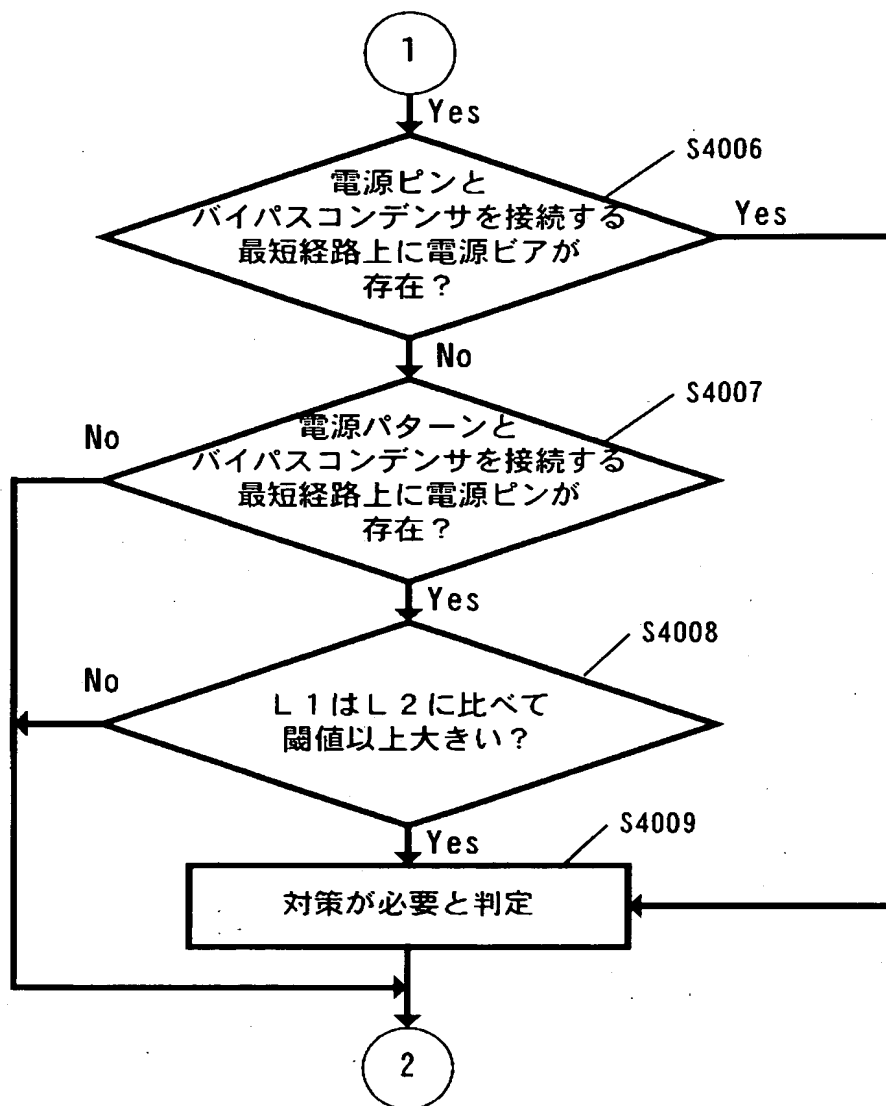 1
Yes
S4006
電源ピンと
バイパスコンデンサを接続する
最短経路上に電源ビアが
存在？
Yes
No
S4007
No
電源パターンと
バイパスコンデンサを接続する
最短経路上に電源ピンが
存在？
Yes
S4008
No
Ｌ１はＬ２に比べて
閾値以上大きい？
Yes
S4009
対策が必要と判定
2